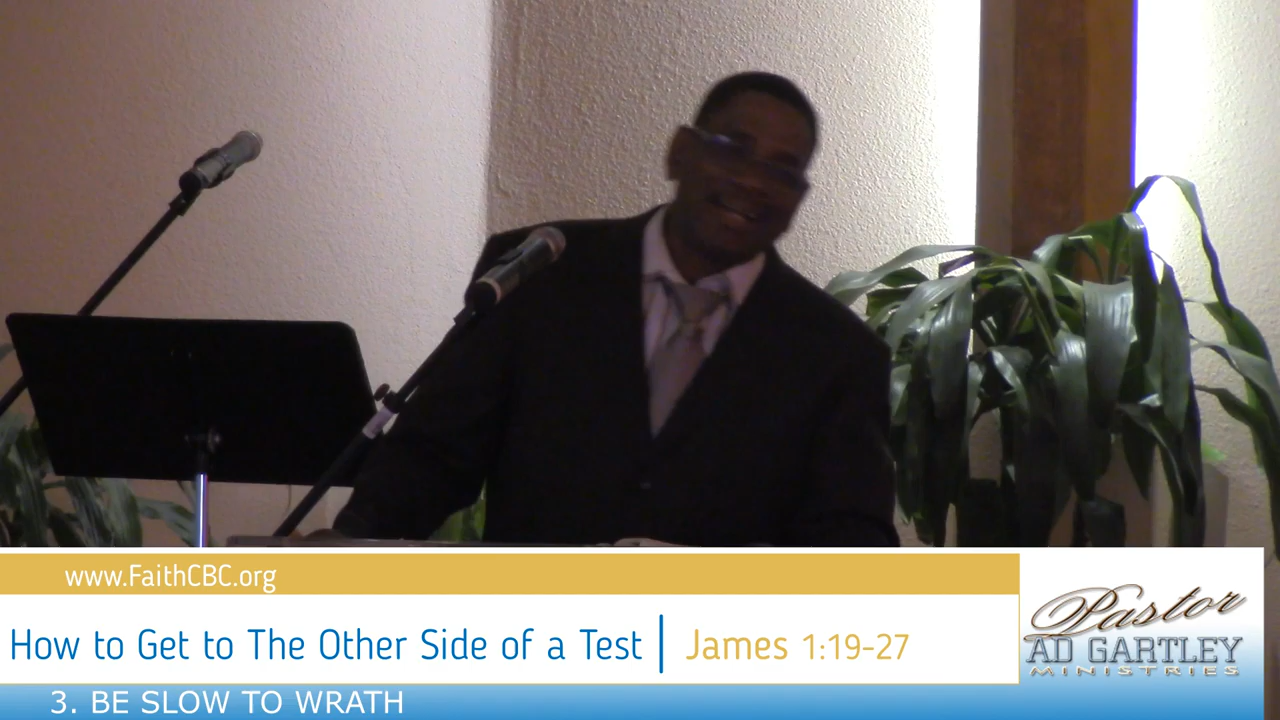 www.FaithCBC.org
How to Get to The Other Side of a Test | James 1:19-27
Pastor
AD GARTLEY
MINISTRIES
3. BE SLOW TO WRATH